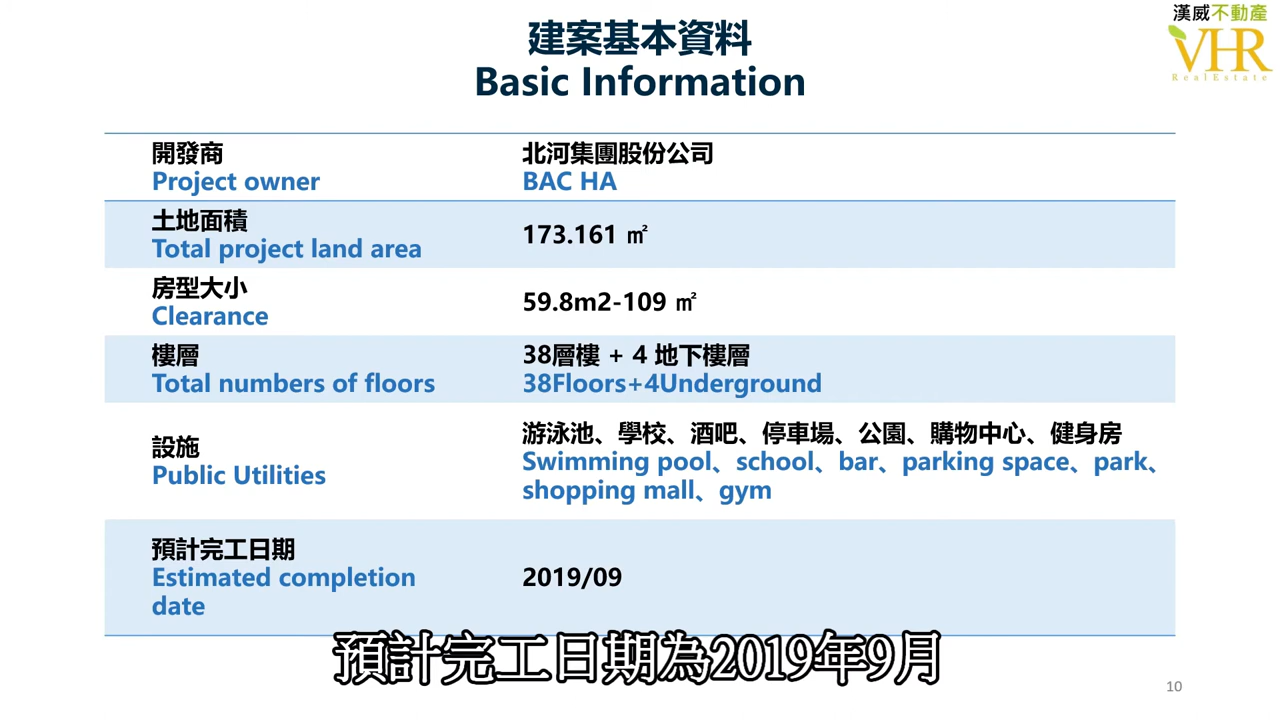 漢威不動產
VHR
RealEstate
建案基本資料
Basic Information
開發商
Project owner
北河集團股份公司
BAC HA
土地面積
Total project land area
173.161 ㎡
房型大小
Clearance
59.8m2-109 ㎡
樓層
Total numbers of floors
38層樓 + 4 地下樓層
38Floors+4Underground
設施
Public Utilities
游泳池、學校、酒吧、停車場、公園、購物中心、健身房
Swimming pool、school、bar、parking space、park、
shopping mall、gym
預計完工日期
Estimated completion
date
2019/09
預計完工日期為2019年9月
10